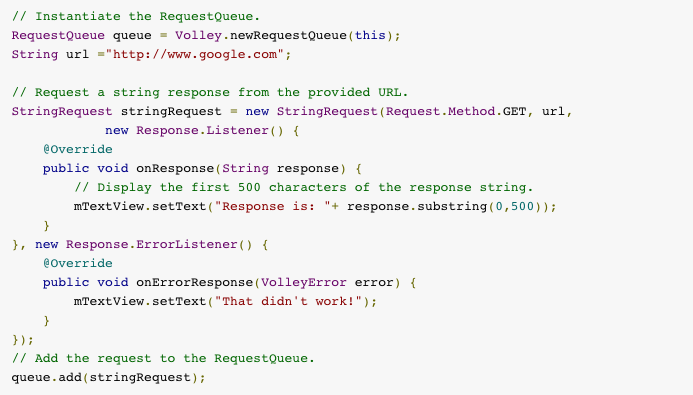 // Instantiate the RequestQueue.
RequestQueue queue = Volley.newRequestQueue(this);
String url ="http://www.google.com";

// Request a string response from the provided URL.
StringRequest stringRequest = new StringRequest(Request.Method.GET, url,
            new Response.Listener() {
    @Override
    public void onResponse(String response) {
        // Display the first 500 characters of the response string.
        mTextView.setText("Response is: "+ response.substring(0,500));
    }
}, new Response.ErrorListener() {
    @Override
    public void onErrorResponse(VolleyError error) {
        mTextView.setText("That didn't work!");
    }
});
// Add the request to the RequestQueue.
queue.add(stringRequest);